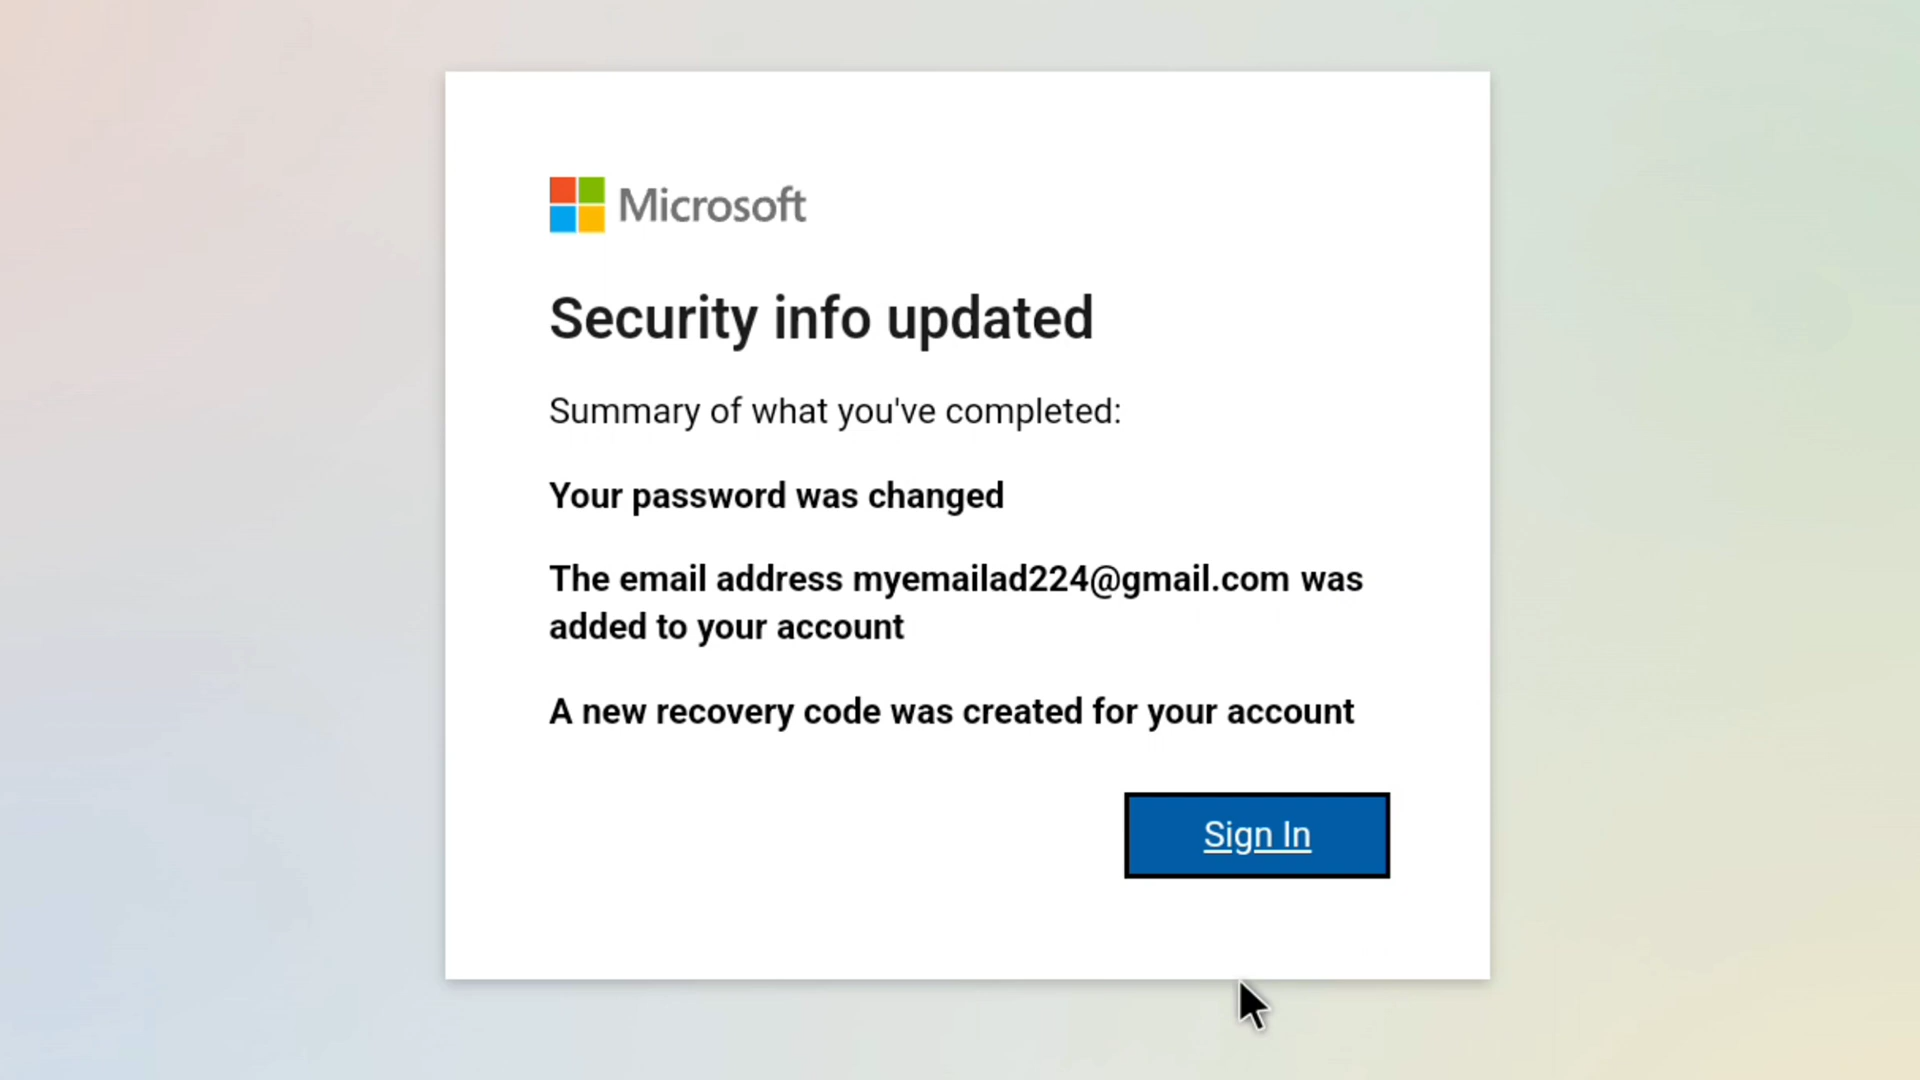 Microsoft
Security info updated
Summary of what you've completed:
Your password was changed
The email address myemailad224@gmail.com was
added to your account
A new recovery code was created for your account
Sign In